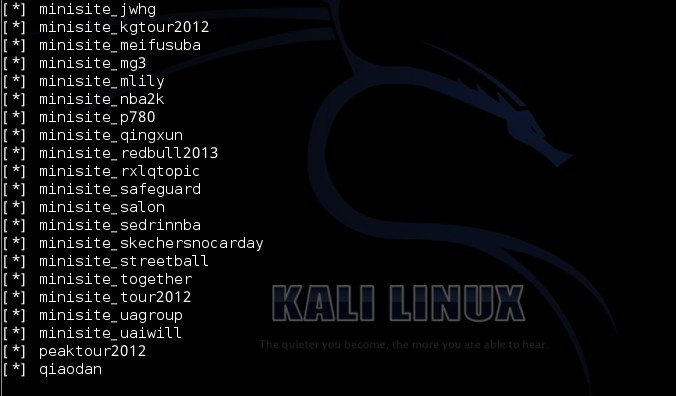 [*] minisite_jwhg
[*] minisite_kgtour2012
[*] minisite_meifusuba
[*] minisite_mg3
[*] minisite_mlily
[*] minisite_nba2k
[*] minisite_p780
[*] minisite_qingxun
[*] minisite_redbull2013
[*] minisite_rxlqtopic
[*] minisite_safeguard
[*] minisite_salon
[*] minisite_sedrinnba
[*] minisite_skechersnocarday
[*] minisite_streetball
[*] minisite_together
[*] minisite_tour2012
[*] minisite_uagroup
[*] minisite_uaiwill
[*] peaktour2012
[*] qiaodan
KALI LINUX
The quieter you become, the more you are able to hear.